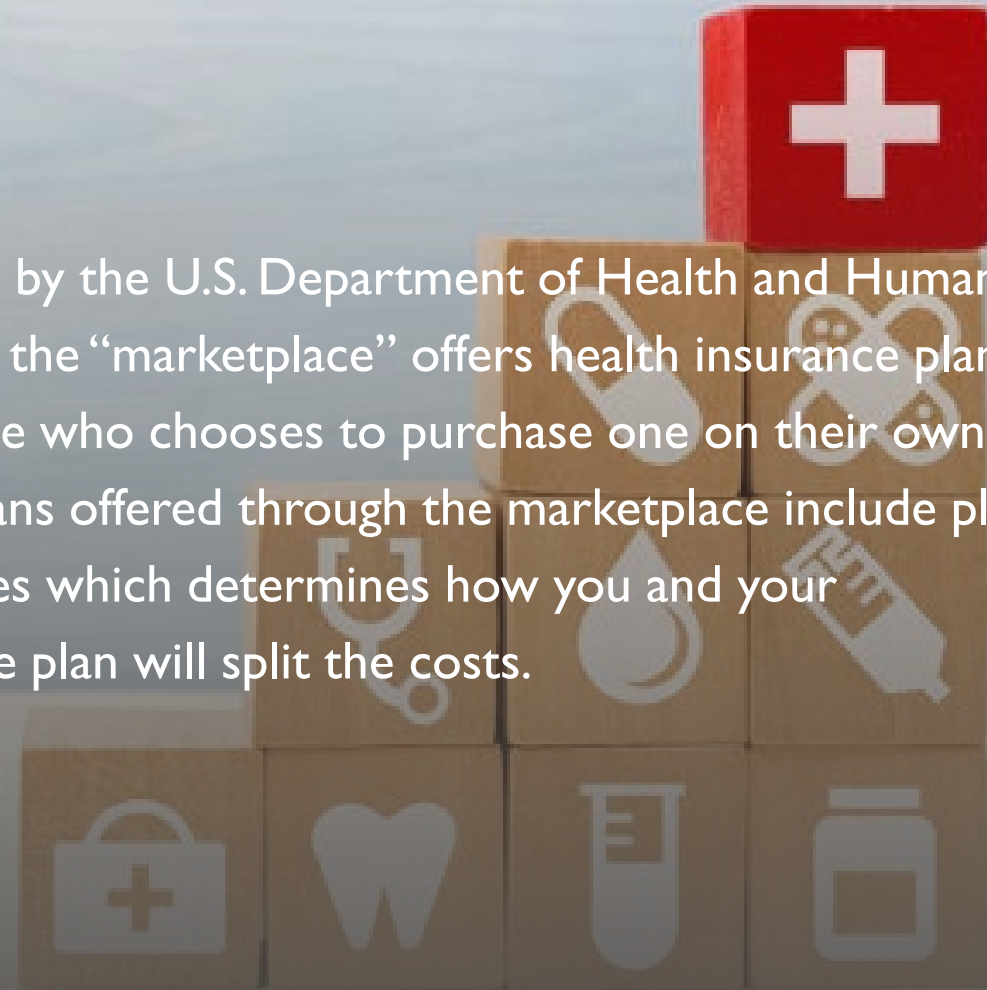 by the U.S. Department of Health and Human
the “marketplace” offers health insurance plan
e who chooses to purchase one on their own
ans offered through the marketplace include pl
es which determines how you and your
e plan will split the costs.